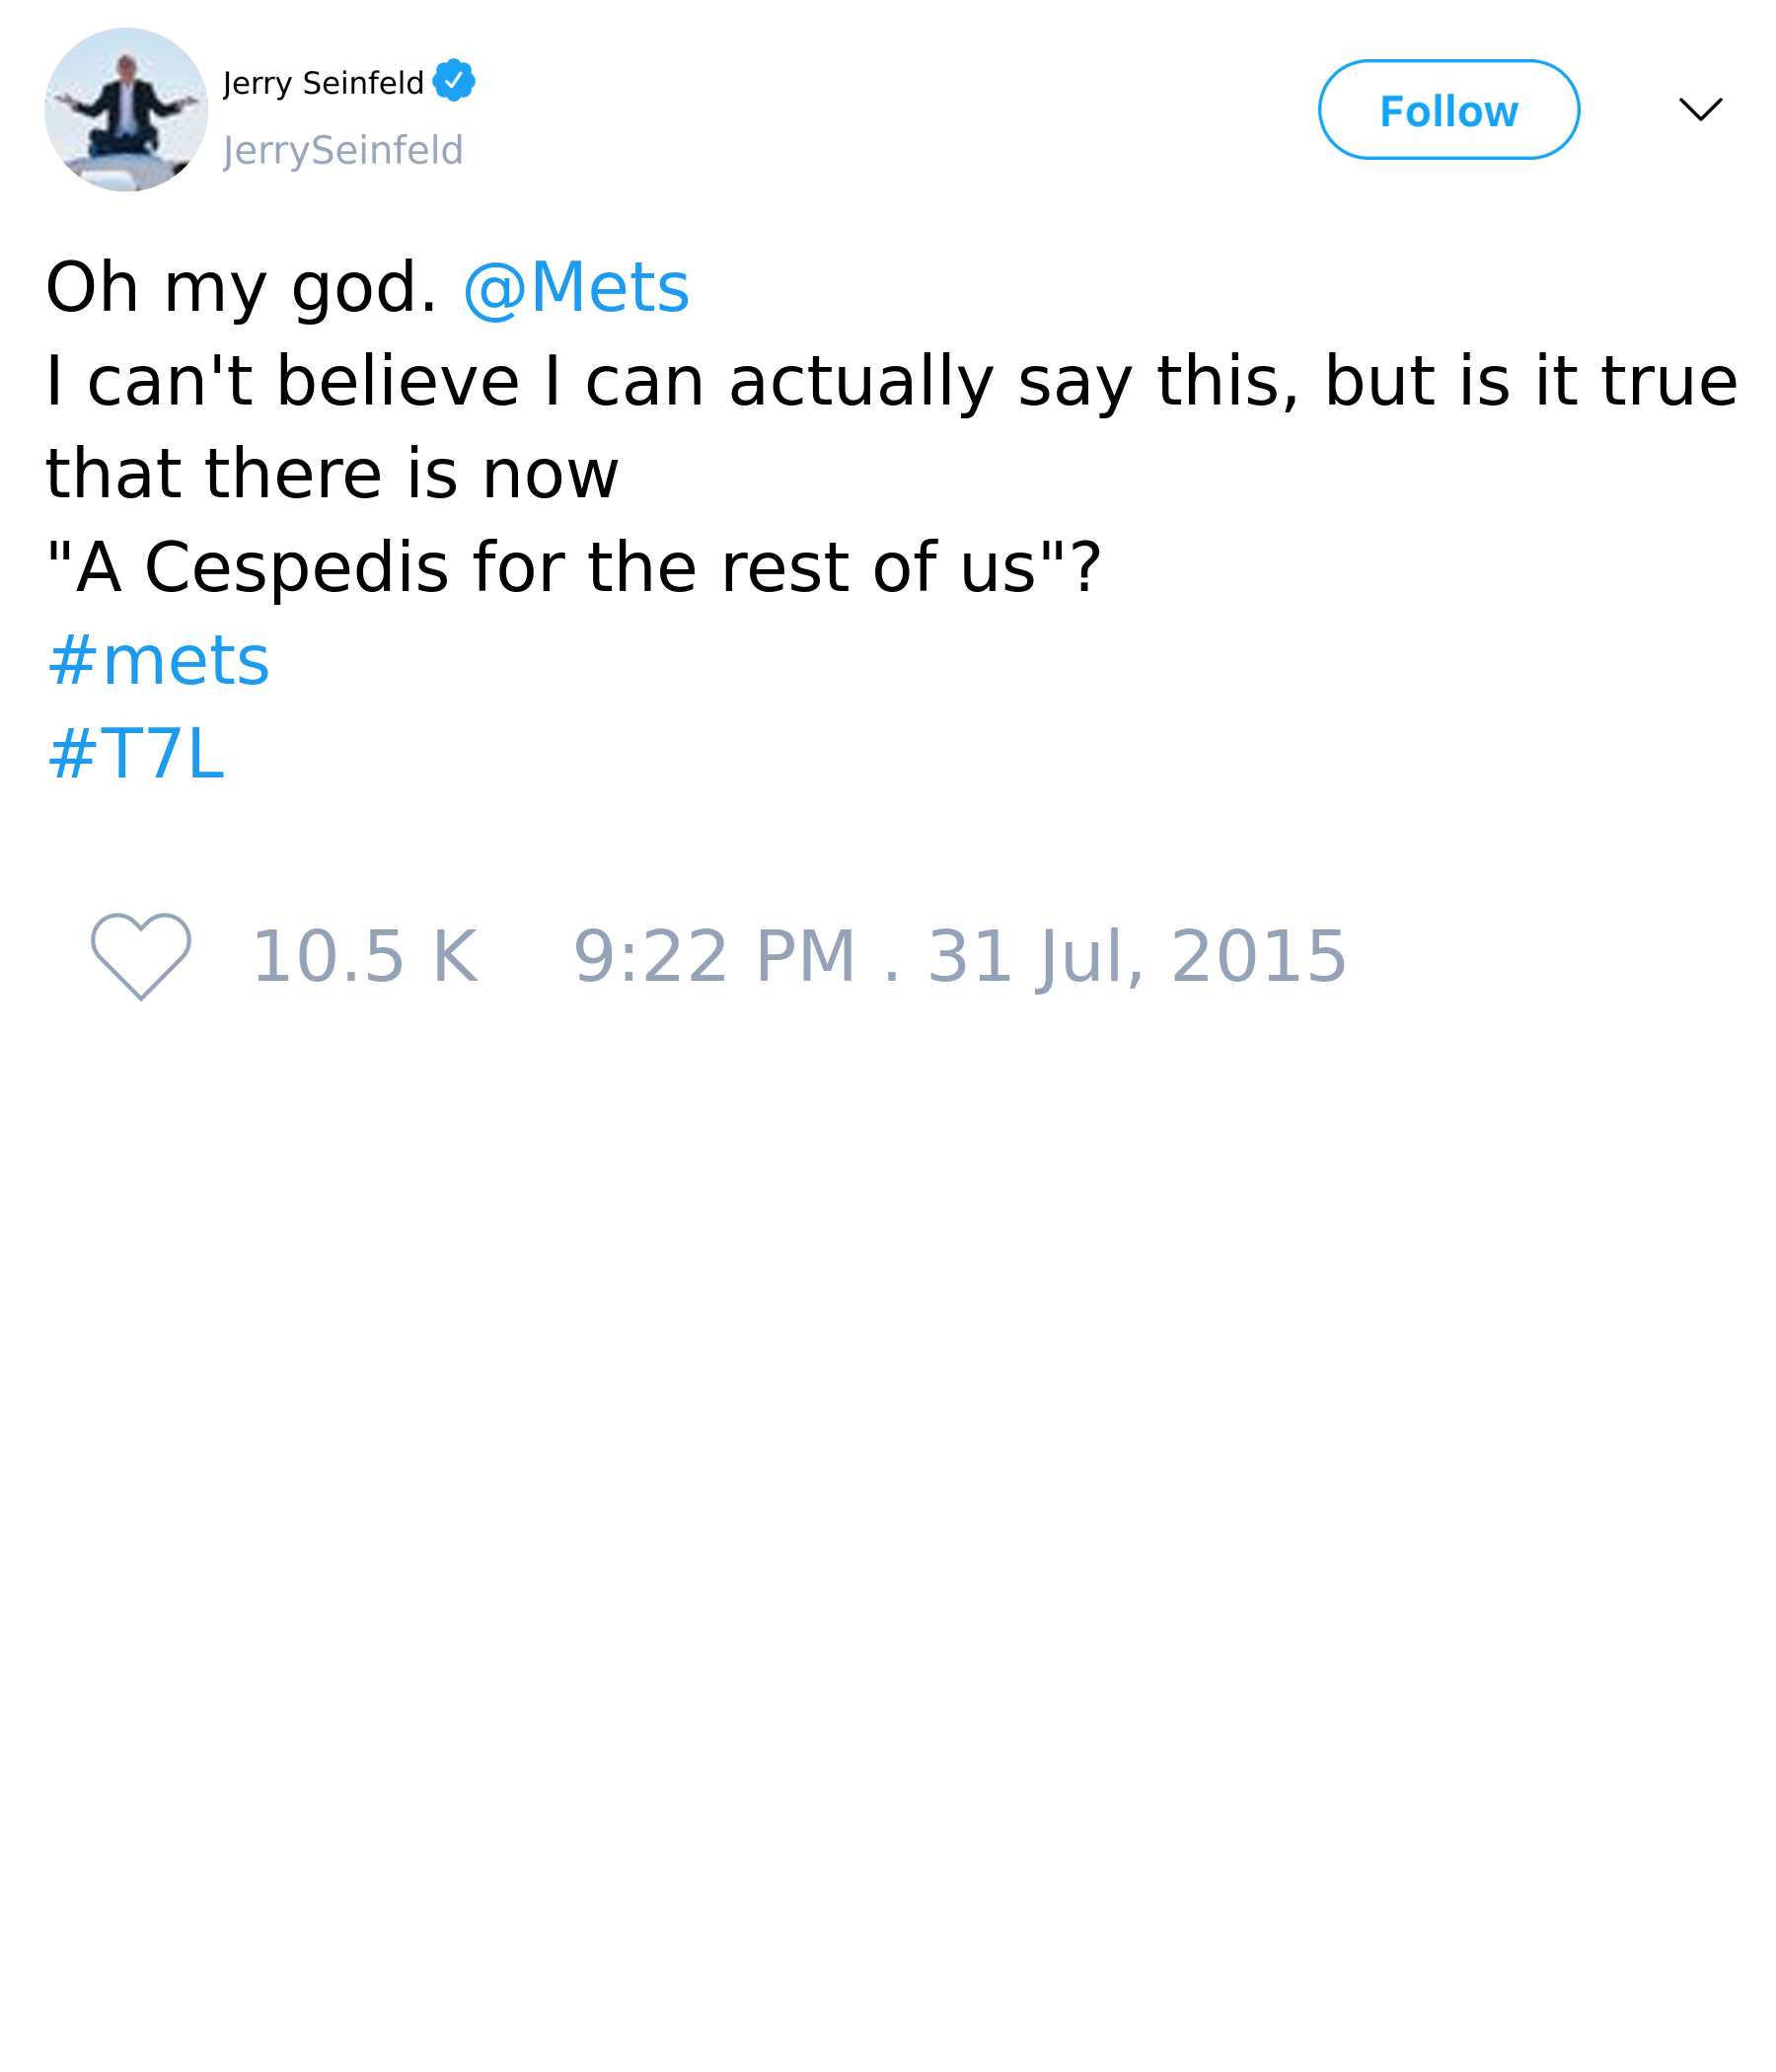 Jerry Seinfeld
JerrySeinfeld
Follow
Oh my god. @Mets
I can't believe I can actually say this, but is it true
that there is now
"A Cespedis for the rest of us"?
#mets
#T7L
10.5 K 9:22 PM . 31 Jul, 2015